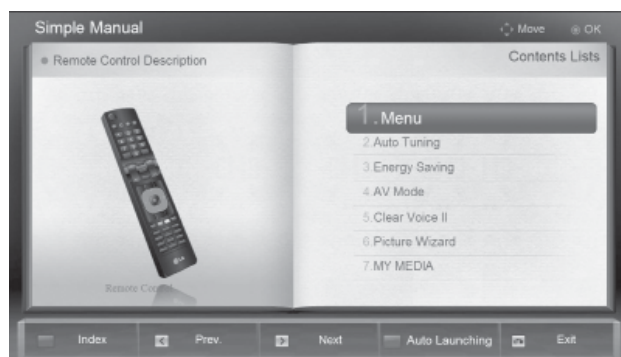 Simple Manual
Move OK
Remote Control Description
Contents Lists
1. Menu
2. Auto Tuning
3. Energy Saving
4. AV Mode
5. Clear Voice II
6. Picture Wizard
7. MY MEDIA
LG
Remote
Index Prev. Next Auto Launching Exit